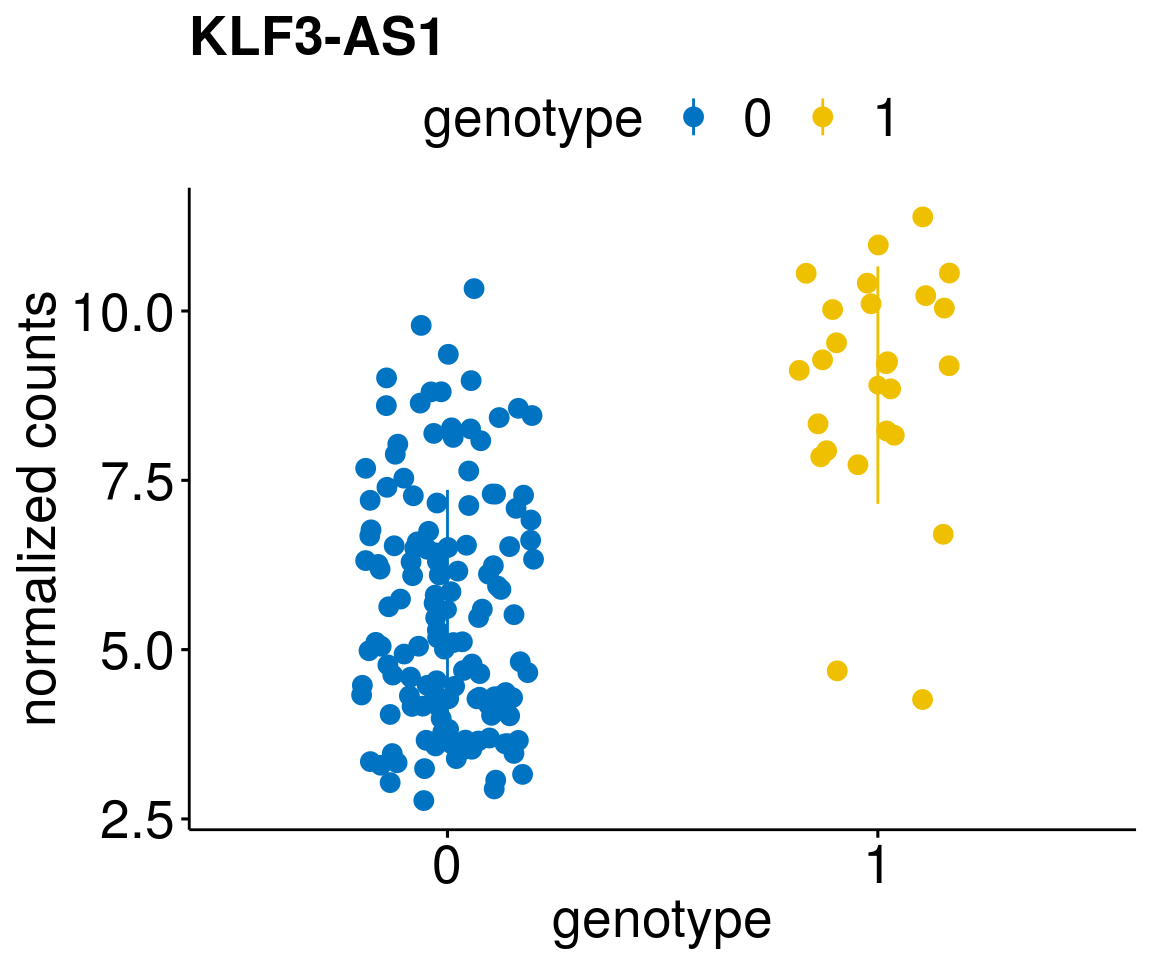 KLF3-AS1
genotype 0 1
normalized counts
10.0
7.5
5.0
2.5
0 1
genotype